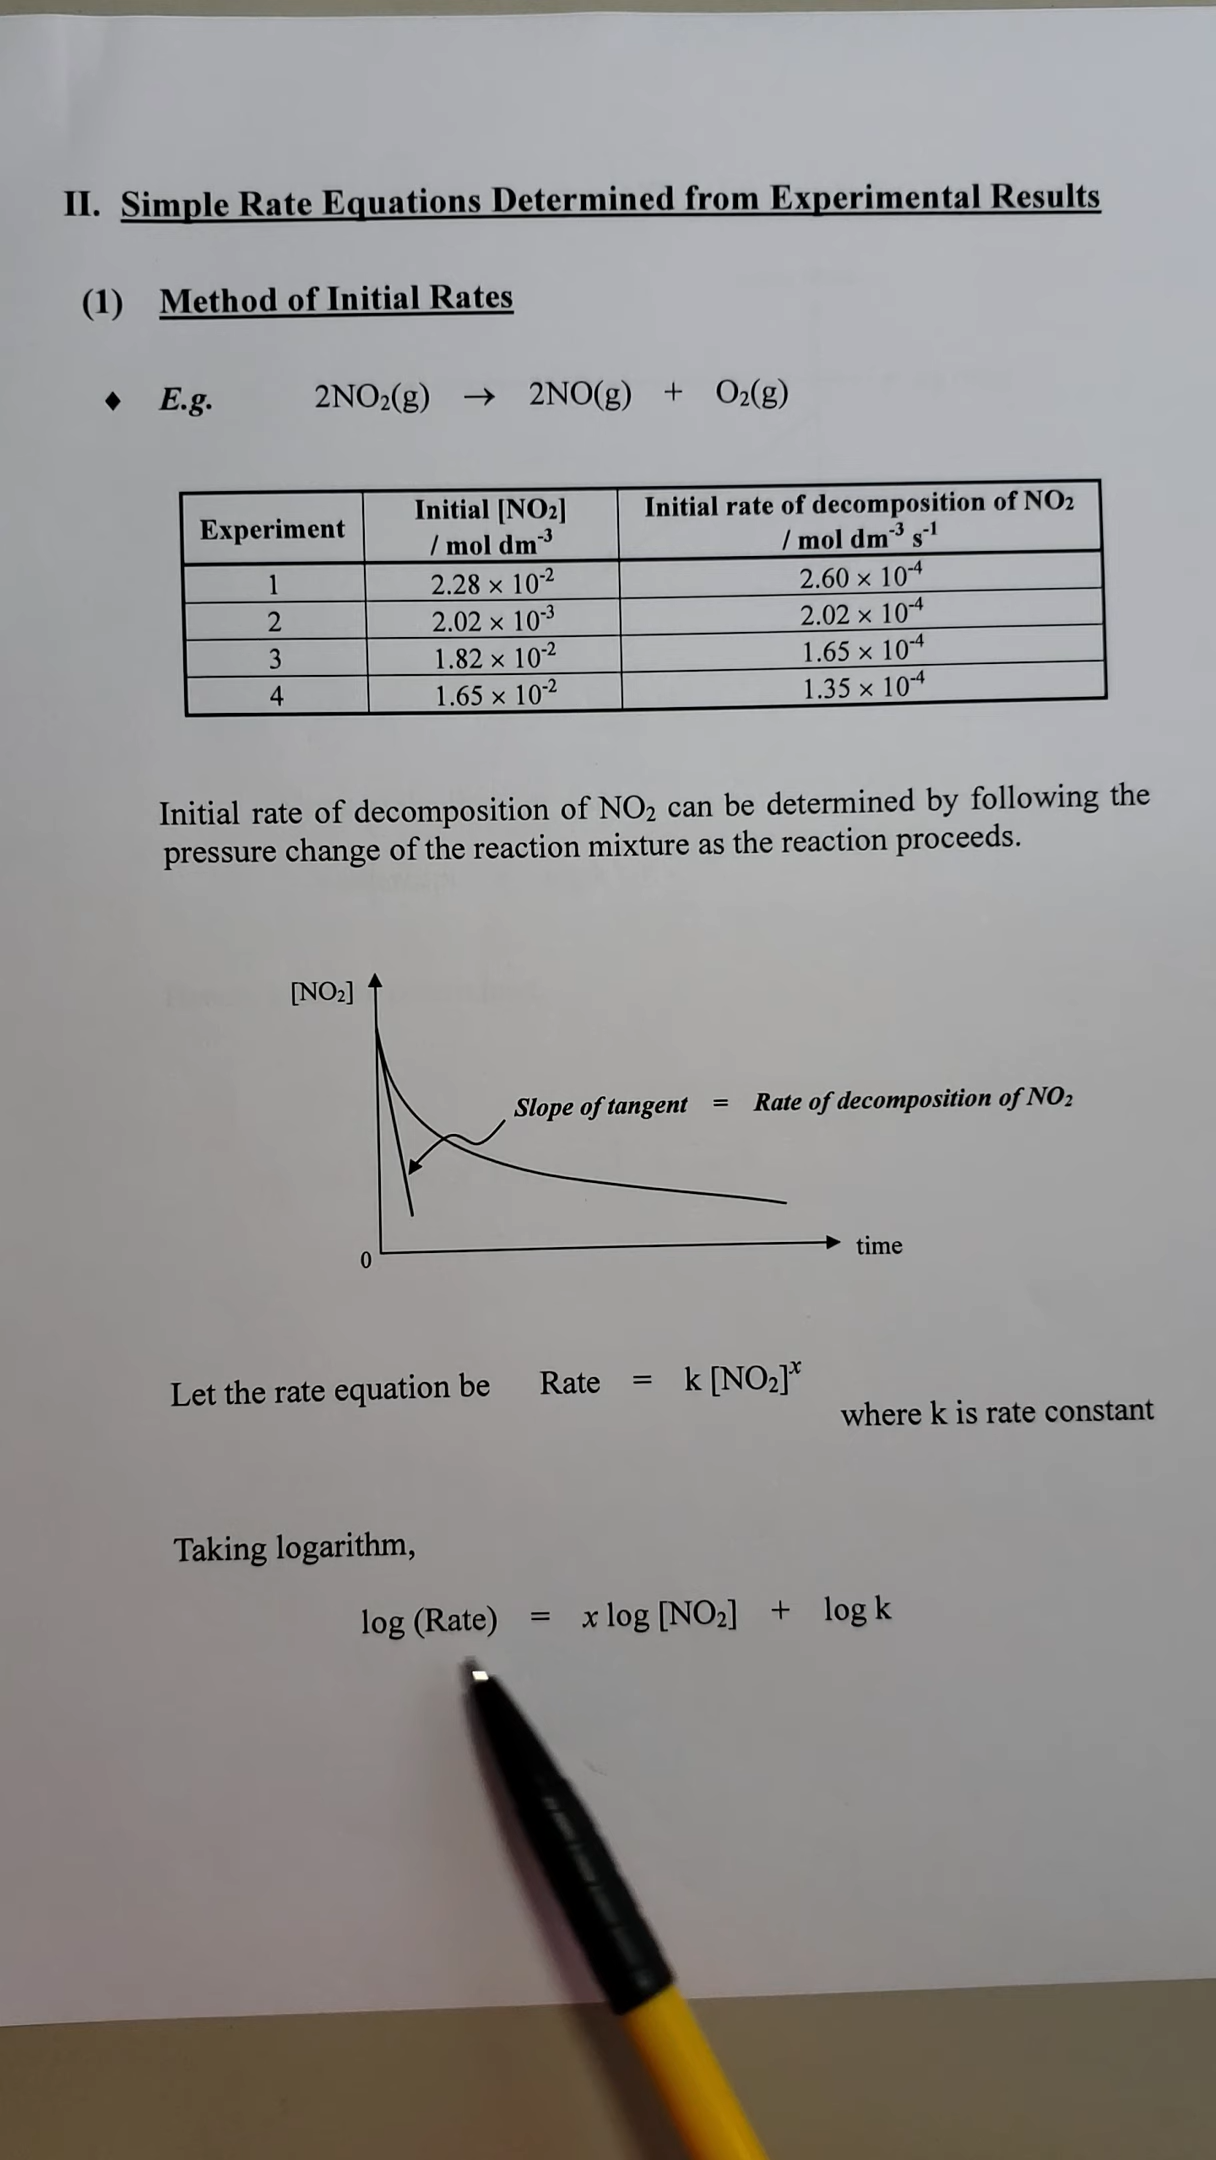 II. Simple Rate Equations Determined from Experimental Results
(1) Method of Initial Rates
♦ E.g. 2NO₂(g) → 2NO(g) + O₂(g)
Experiment Initial [NO₂] / mol dm⁻³ Initial rate of decomposition of NO₂ / mol dm⁻³ s⁻¹
1 2.28 × 10⁻² 2.60 × 10⁻⁴
2 2.02 × 10⁻³ 2.02 × 10⁻⁴
3 1.82 × 10⁻² 1.65 × 10⁻⁴
4 1.65 × 10⁻² 1.35 × 10⁻⁴
Initial rate of decomposition of NO₂ can be determined by following the
pressure change of the reaction mixture as the reaction proceeds.
[NO₂]
Slope of tangent = Rate of decomposition of NO₂
0
time
Let the rate equation be Rate = k [NO₂]ˣ
where k is rate constant
Taking logarithm,
log (Rate) = x log [NO₂] + log k